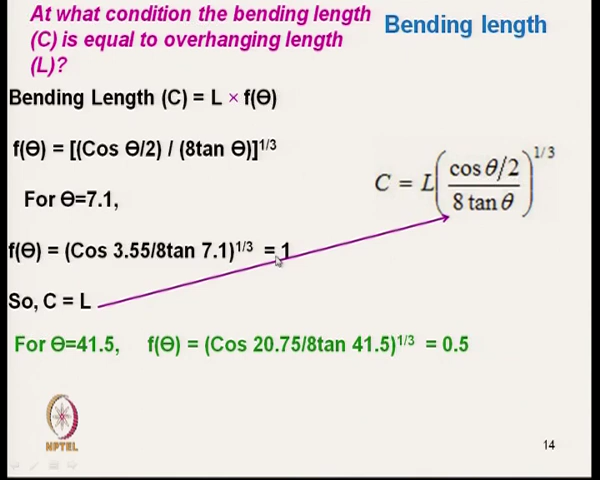 At what condition the bending length
(C) is equal to overhanging length
(L)?
Bending length
Bending Length (C) = L × f(Ɵ)
f(Ɵ) = [(Cos Ɵ/2) / (8tan Ɵ)]^1/3
C = L(cos θ/2 / 8 tan θ)^1/3
For Ɵ=7.1,
f(Ɵ) = (Cos 3.55/8tan 7.1)^1/3 = 1
So, C = L
For Ɵ=41.5, f(Ɵ) = (Cos 20.75/8tan 41.5)^1/3 = 0.5
NPTEL
14